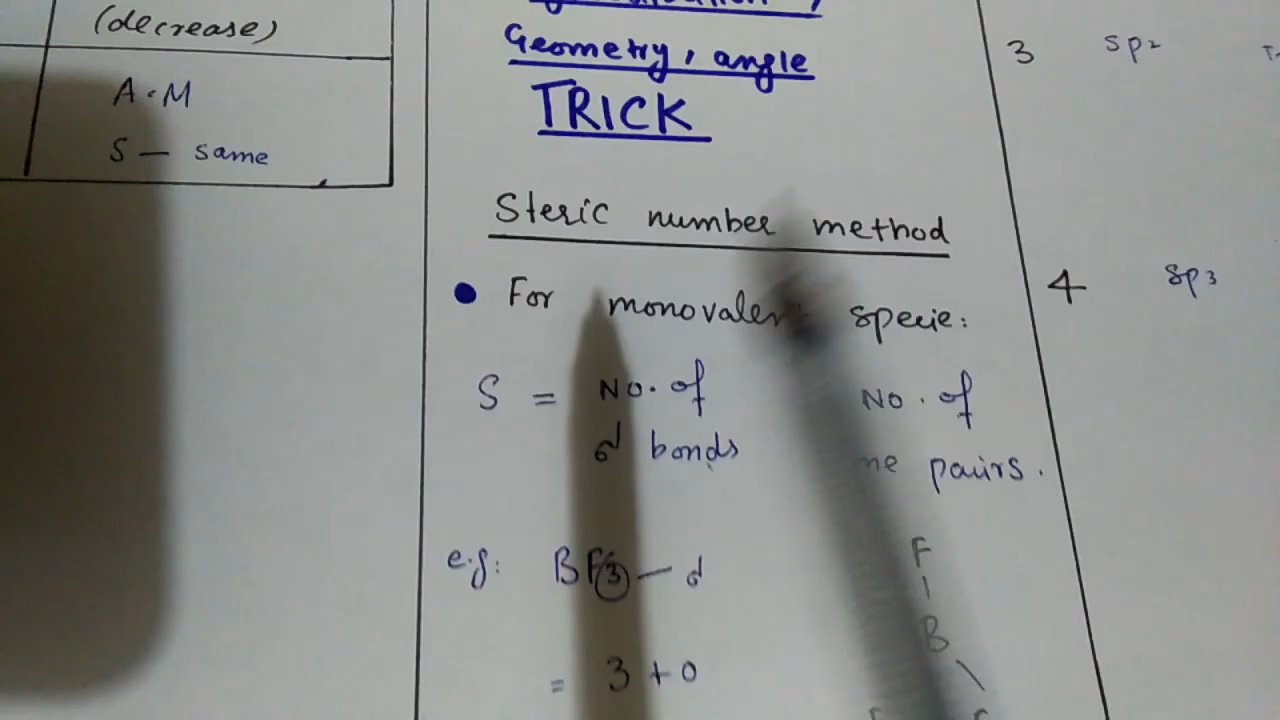 (decrease)
A.M
S — same
Geometry, angle
TRICK
Steric number method
• For monovalent specie:
S = No. of No. of
σ bonds pairs.
e.g: BF3 — σ
= 3 + 0
F
B
3 sp2
4 sp3